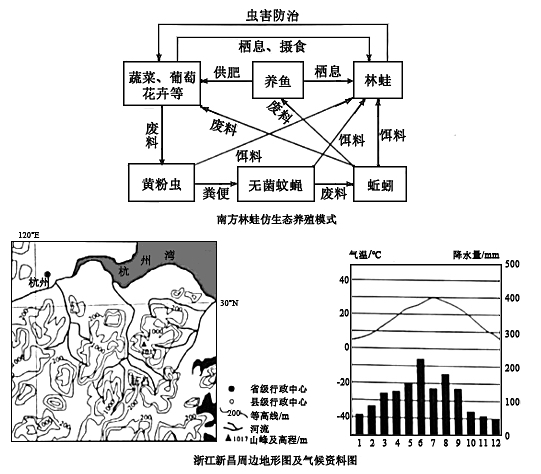 虫害防治
栖息、摄食
蔬菜、葡萄
花卉等
供肥
养鱼
栖息
林蛙
废料
废料
废料
饵料
饵料
饵料
黄粉虫
粪便
无菌蚊蝇
废料
蚯蚓
南方林蛙仿生态养殖模式
120°E
杭州
杭州湾
30°N
1000
1017
200
200
省级行政中心
县级行政中心
200 等高线/m
河流
▲1017 山峰及高程/m
气温/℃ 降水量/mm
40 500
20 400
0 300
-20 200
-40 100
0
1 2 3 4 5 6 7 8 9 10 11 12
浙江新昌周边地形图及气候资料图